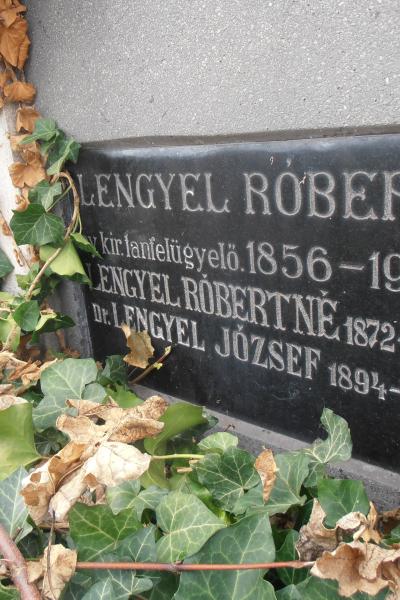 LENGYEL RÓBER
kir. tanfelügyelő. 1856 – 19
LENGYEL RÓBERTNÉ 1872-
Dr. LENGYEL JÓZSEF 1894-